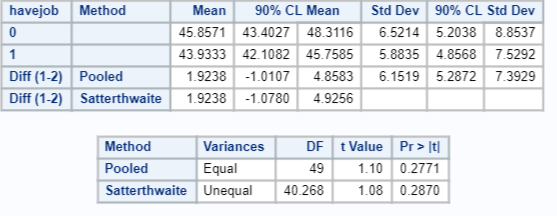 havejob Method Mean 90% CL Mean Std Dev 90% CL Std Dev
0 45.8571 43.4027 48.3116 6.5214 5.2038 8.8537
1 43.9333 42.1082 45.7585 5.8835 4.8568 7.5292
Diff (1-2) Pooled 1.9238 -1.0107 4.8583 6.1519 5.2872 7.3929
Diff (1-2) Satterthwaite 1.9238 -1.0780 4.9256
Method Variances DF t Value Pr > |t|
Pooled Equal 49 1.10 0.2771
Satterthwaite Unequal 40.268 1.08 0.2870